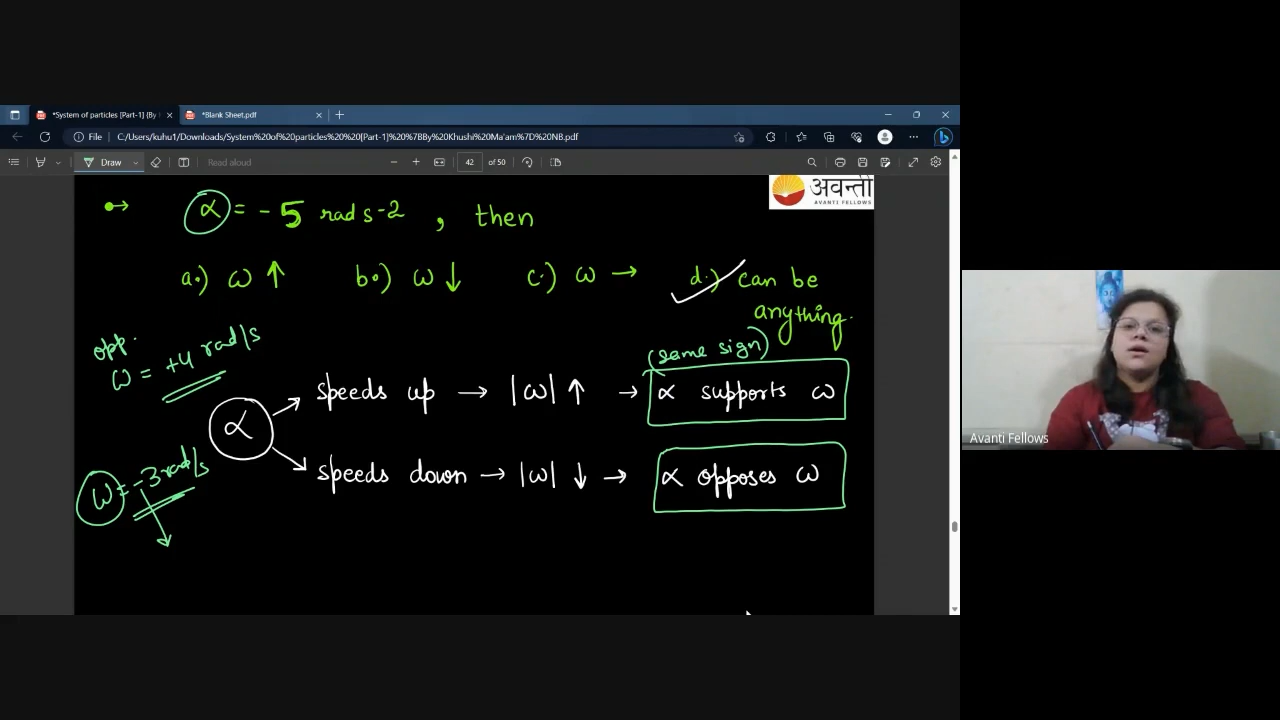 *System of particles [Part-1] (By
*Blank Sheet.pdf
File
C:/Users/kuhu1/Downloads/System%20of%20particles%20%20[Part-1]%20%7BBy%20Khushi%20Ma'am%7D%20NB.pdf
Draw
Read aloud
42 of 50
अवन्ती
AVANTI FELLOWS
α = -5 rad s-2 , then
a.) ω ↑ b.) ω ↓ c.) ω → d.) can be
anything.
opp.
ω = +4 rad/s
(same sign)
α
speeds up → |ω| ↑ → α supports ω
ω = -3 rad/s
speeds down → |ω| ↓ → α opposes ω
Avanti Fellows